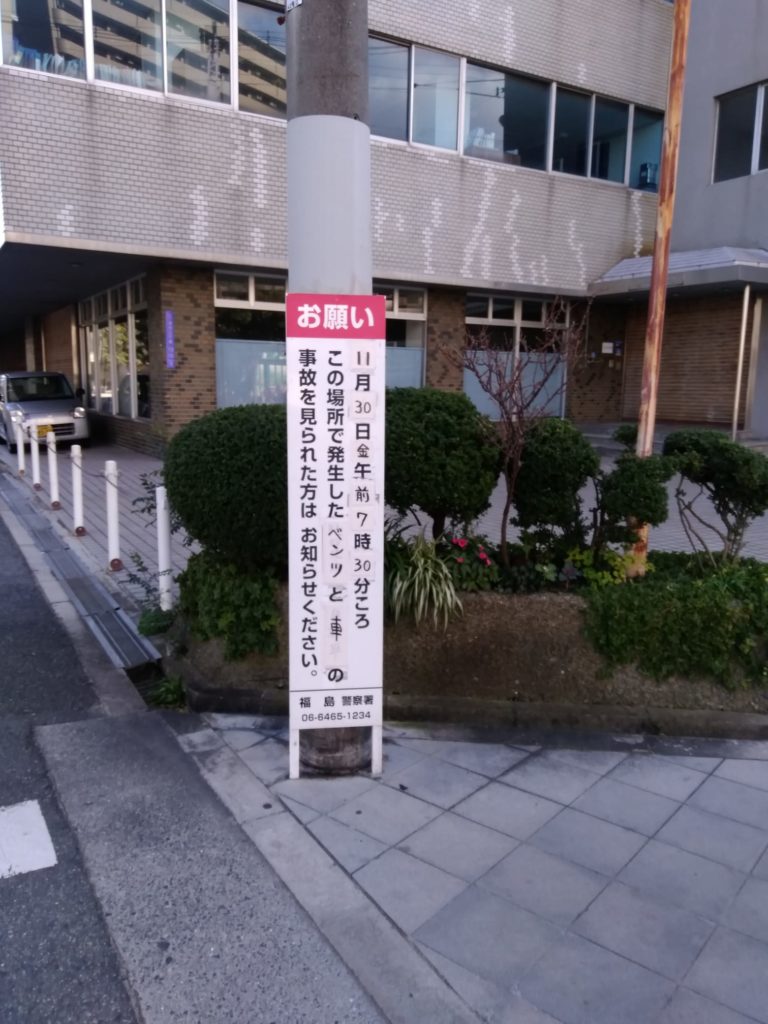 お願い
11月30日金午前7時30分ころ
この場所で発生したベンツと車の
事故を見られた方は お知らせください。
福島 警察署
06-6465-1234